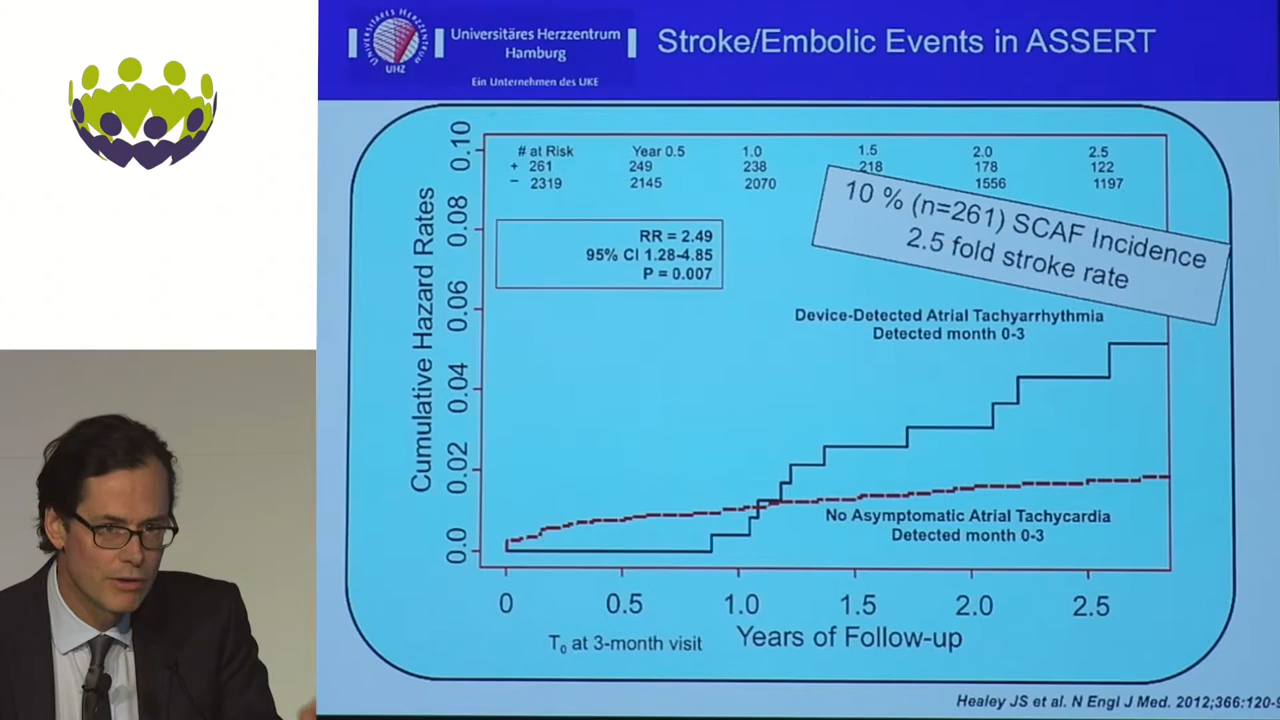 UNIVERSITÄRES HERZZENTRUM
UHZ
Universitäres Herzzentrum
Hamburg
Ein Unternehmen des UKE
Stroke/Embolic Events in ASSERT
# at Risk Year 0.5 1.0 1.5 2.0 2.5
+ 261 249 238 218 178 122
− 2319 2145 2070 1556 1197
10 % (n=261) SCAF Incidence
2.5 fold stroke rate
RR = 2.49
95% CI 1.28-4.85
P = 0.007
Cumulative Hazard Rates
0.10
0.08
0.06
0.04
0.02
0.0
Device-Detected Atrial Tachyarrhythmia
Detected month 0-3
No Asymptomatic Atrial Tachycardia
Detected month 0-3
0 0.5 1.0 1.5 2.0 2.5
T₀ at 3-month visit
Years of Follow-up
Healey JS et al. N Engl J Med. 2012;366:120-